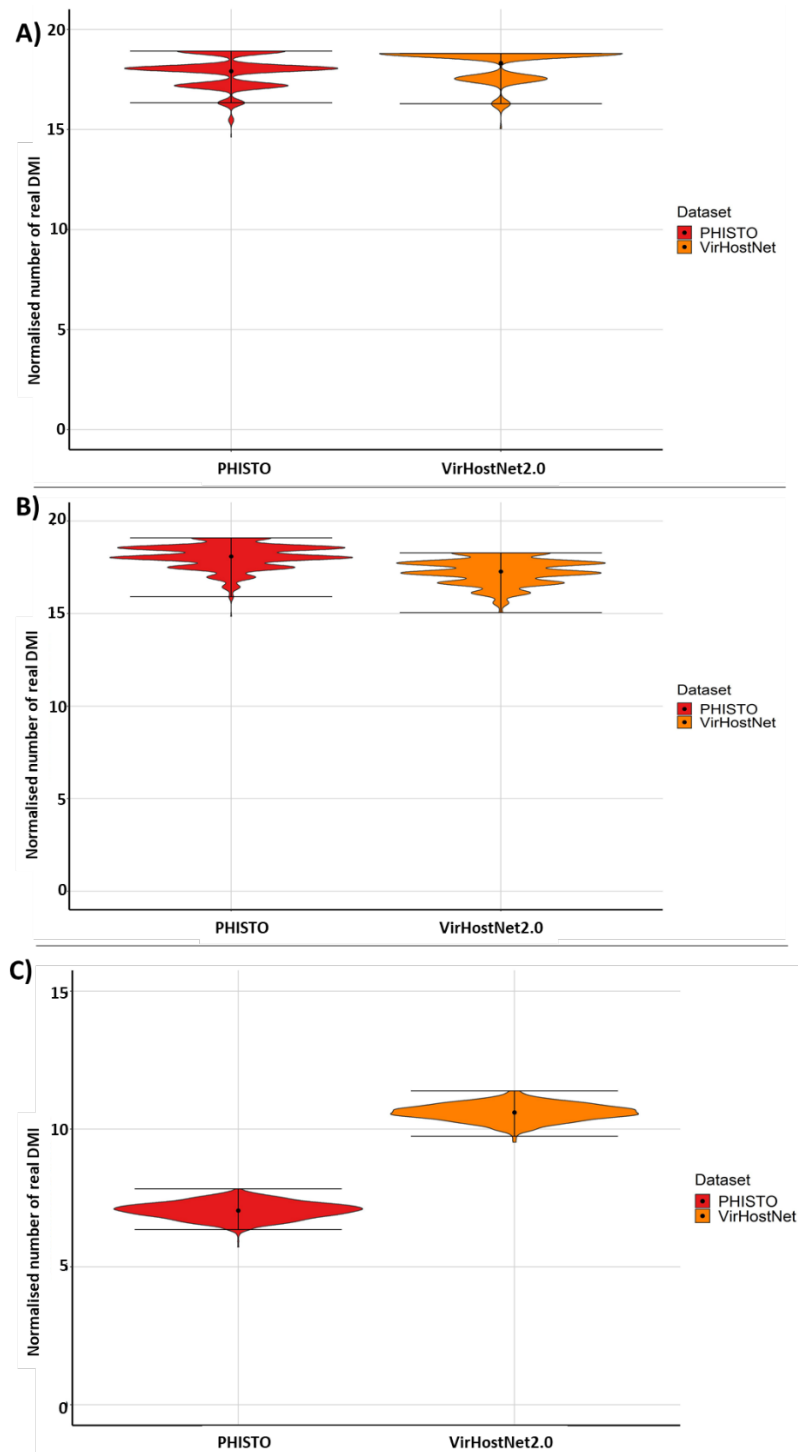 A)
Normalised number of real DMI
20
15
10
5
0
PHISTO
VirHostNet2.0
Dataset
PHISTO
VirHostNet
B)
Normalised number of real DMI
20
15
10
5
0
PHISTO
VirHostNet2.0
Dataset
PHISTO
VirHostNet
C)
Normalised number of real DMI
15
10
5
0
PHISTO
VirHostNet2.0
Dataset
PHISTO
VirHostNet